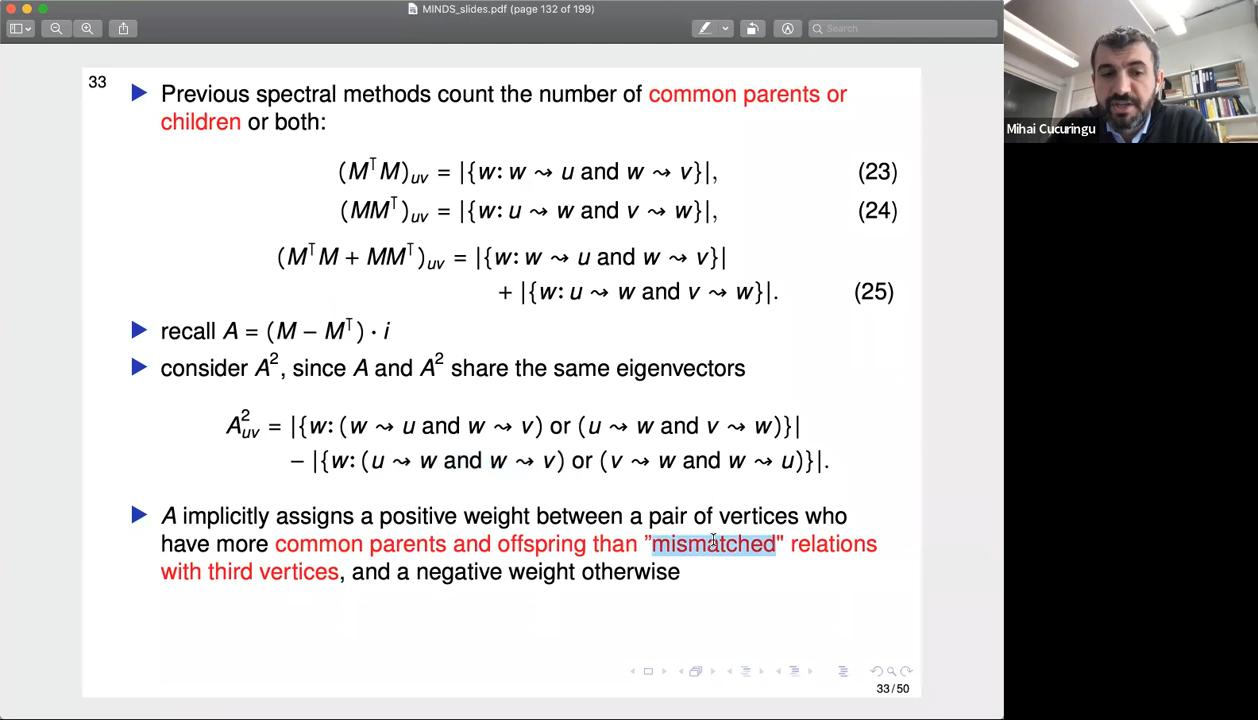 MINDS_slides.pdf (page 132 of 199)
Search
33
Previous spectral methods count the number of common parents or
children or both:
(MᵀM)ᵤᵥ = |{w: w ⇝ u and w ⇝ v}|, (23)
(MMᵀ)ᵤᵥ = |{w: u ⇝ w and v ⇝ w}|, (24)
(MᵀM + MMᵀ)ᵤᵥ = |{w: w ⇝ u and w ⇝ v}|
+ |{w: u ⇝ w and v ⇝ w}|. (25)
recall A = (M − Mᵀ) · i
consider A², since A and A² share the same eigenvectors
A²ᵤᵥ = |{w: (w ⇝ u and w ⇝ v) or (u ⇝ w and v ⇝ w)}|
− |{w: (u ⇝ w and w ⇝ v) or (v ⇝ w and w ⇝ u)}|.
A implicitly assigns a positive weight between a pair of vertices who
have more common parents and offspring than "mismatched" relations
with third vertices, and a negative weight otherwise
33/50
Mihai Cucuringu